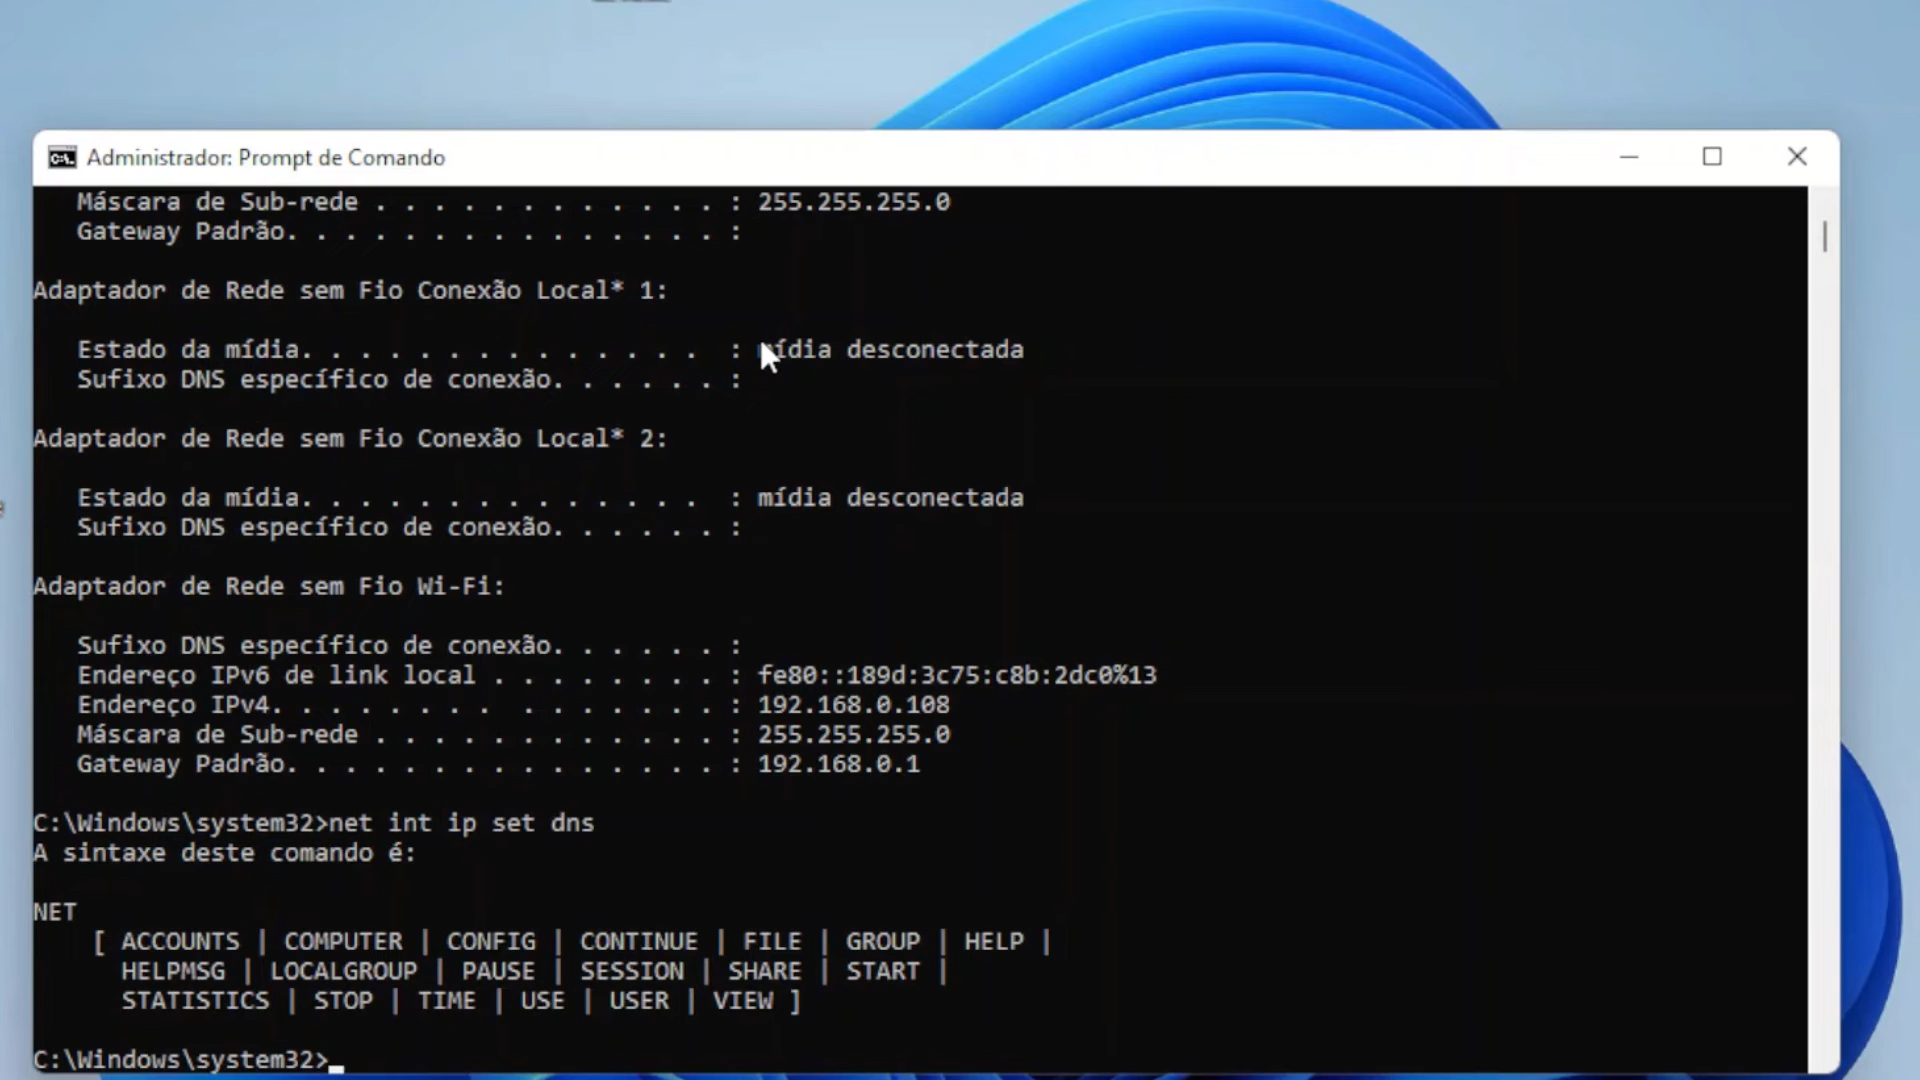 Administrador: Prompt de Comando
Máscara de Sub-rede . . . . . . . . . . . . : 255.255.255.0
Gateway Padrão. . . . . . . . . . . . . . . :
Adaptador de Rede sem Fio Conexão Local* 1:
Estado da mídia. . . . . . . . . . . . . . : mídia desconectada
Sufixo DNS específico de conexão. . . . . . :
Adaptador de Rede sem Fio Conexão Local* 2:
Estado da mídia. . . . . . . . . . . . . . : mídia desconectada
Sufixo DNS específico de conexão. . . . . . :
Adaptador de Rede sem Fio Wi-Fi:
Sufixo DNS específico de conexão. . . . . . :
Endereço IPv6 de link local . . . . . . . . : fe80::189d:3c75:c8b:2dc0%13
Endereço IPv4. . . . . . . . . . . . . . . : 192.168.0.108
Máscara de Sub-rede . . . . . . . . . . . . : 255.255.255.0
Gateway Padrão. . . . . . . . . . . . . . . : 192.168.0.1
C:\Windows\system32>net int ip set dns
A sintaxe deste comando é:
NET
[ ACCOUNTS | COMPUTER | CONFIG | CONTINUE | FILE | GROUP | HELP |
HELPMSG | LOCALGROUP | PAUSE | SESSION | SHARE | START |
STATISTICS | STOP | TIME | USE | USER | VIEW ]
C:\Windows\system32>